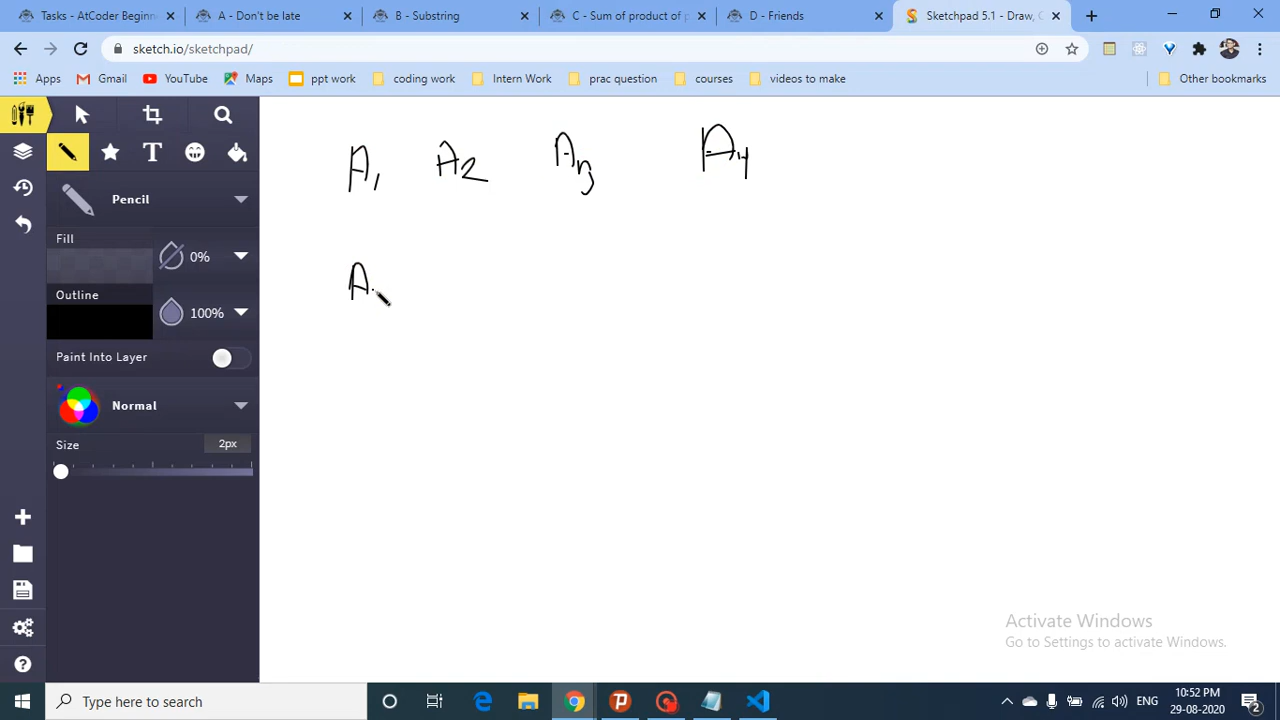 Tasks - AtCoder Beginn
A - Don't be late
B - Substring
C - Sum of product of p
D - Friends
Sketchpad 5.1 - Draw, C
sketch.io/sketchpad/
Apps
Gmail
YouTube
Maps
ppt work
coding work
Intern Work
prac question
courses
videos to make
Other bookmarks
A1 A2 A3 A4
Pencil
Fill
0%
A
Outline
100%
Paint Into Layer
Normal
Size
2px
Activate Windows
Go to Settings to activate Windows.
Type here to search
ENG
10:52 PM
29-08-2020
2